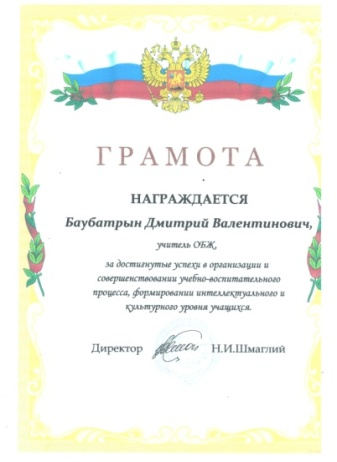 ГРАМОТА
НАГРАЖДАЕТСЯ
Баубатрын Дмитрий Валентинович,
учитель ОБЖ,
за достигнутые успехи в организации и
совершенствовании учебно-воспитательного
процесса, формировании интеллектуального и
культурного уровня учащихся.
Директор Н.И.Шмаглий